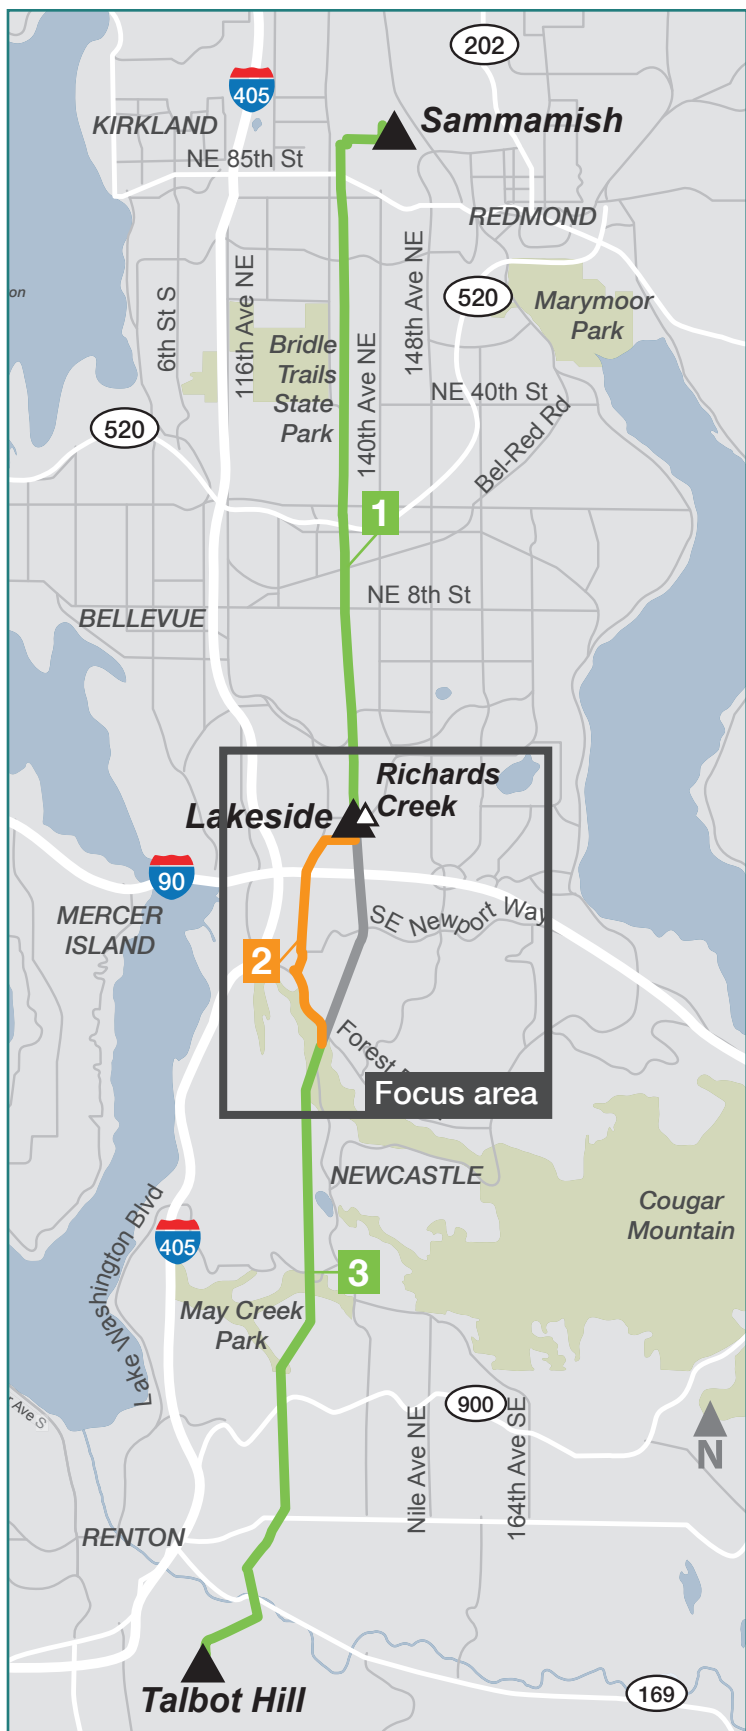 202
405
Sammamish
KIRKLAND
NE 85th St
REDMOND
148th Ave NE
116th Ave NE
6th St S
on
520
Marymoor
Park
Bridle
Trails
State
Park
140th Ave NE
NE 40th St
Bel-Red Rd
520
1
NE 8th St
BELLEVUE
Richards
Creek
Lakeside
90
MERCER
ISLAND
SE Newport Way
2
Forest
Focus area
NEWCASTLE
Cougar
Mountain
Lake Washington Blvd
405
3
May Creek
Park
r Ave S
900
Nile Ave NE
164th Ave SE
N
RENTON
Talbot Hill
169